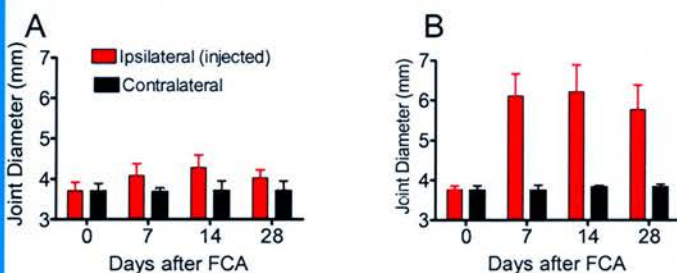 A
Ipsilateral (injected)
Contralateral
Joint Diameter (mm)
7
6
5
4
3
0 7 14 28
Days after FCA
B
Joint Diameter (mm)
7
6
5
4
3
0 7 14 28
Days after FCA